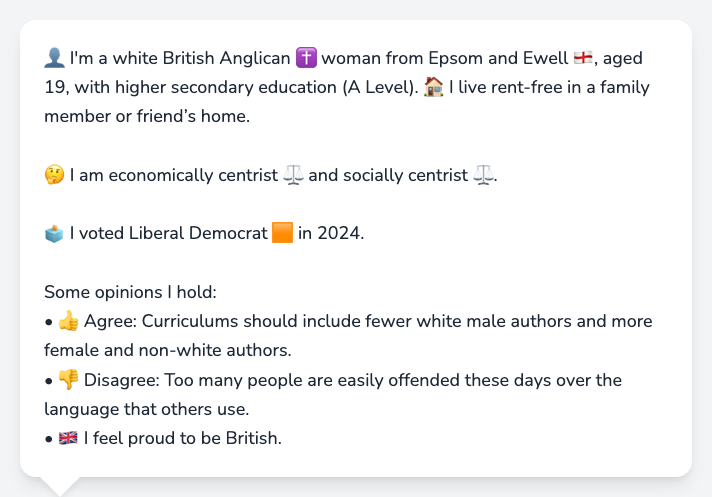 👤 I'm a white British Anglican ✝️ woman from Epsom and Ewell 🏴󠁧󠁢󠁥󠁮󠁧󠁿, aged
19, with higher secondary education (A Level). 🏠 I live rent-free in a family
member or friend’s home.
🤔 I am economically centrist ⚖️ and socially centrist ⚖️.
🗳️ I voted Liberal Democrat 🟧 in 2024.
Some opinions I hold:
• 👍 Agree: Curriculums should include fewer white male authors and more
female and non-white authors.
• 👎 Disagree: Too many people are easily offended these days over the
language that others use.
• 🇬🇧 I feel proud to be British.